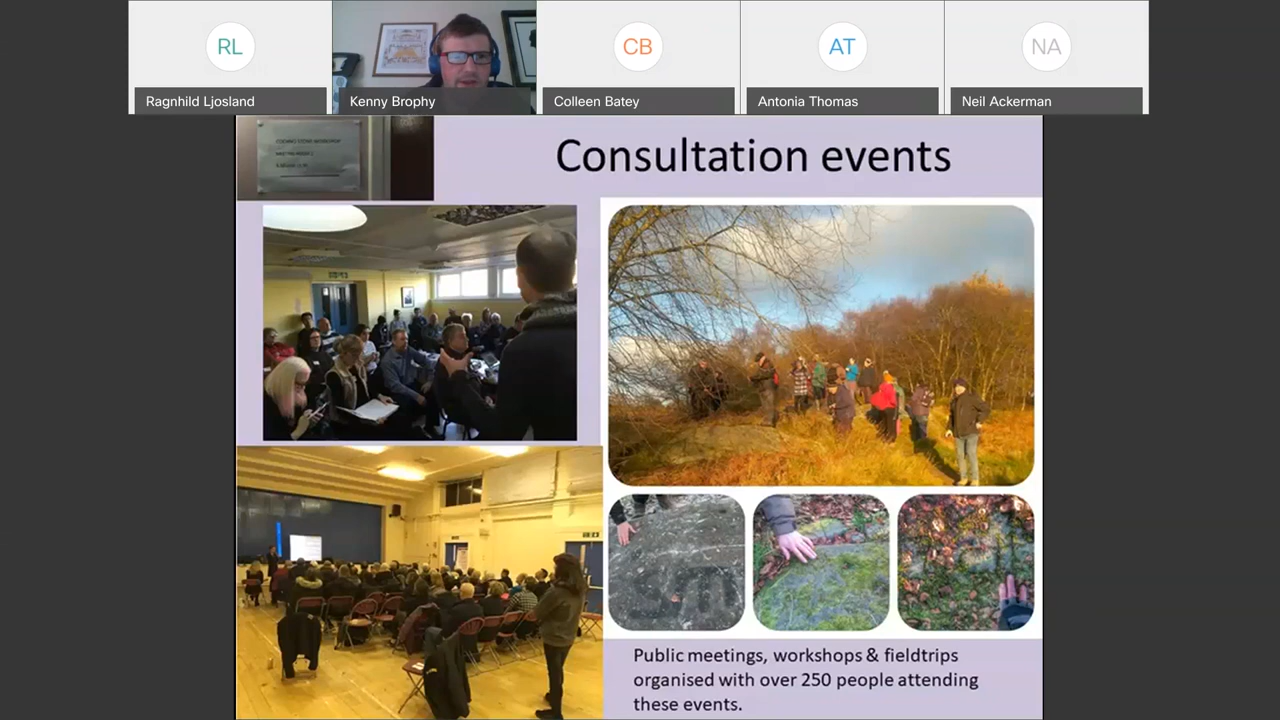 RL
CB
AT
NA
Ragnhild Ljosland
Kenny Brophy
Colleen Batey
Antonia Thomas
Neil Ackerman
Consultation events
Public meetings, workshops & fieldtrips
organised with over 250 people attending
these events.